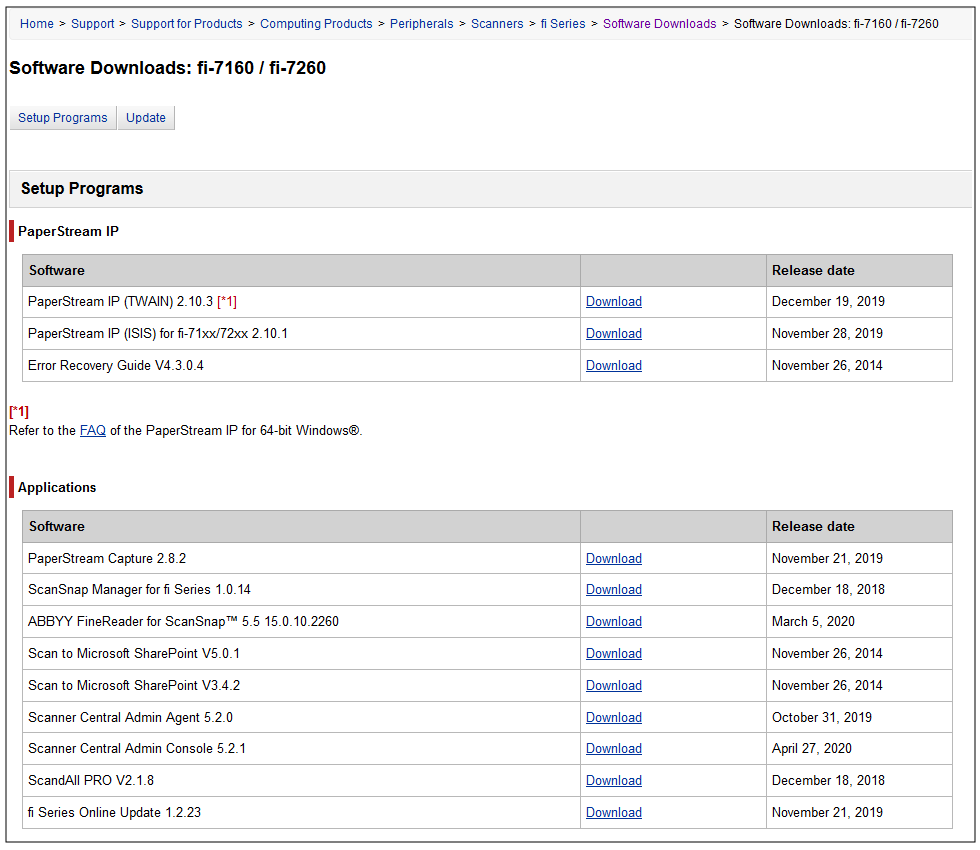 Home > Support > Support for Products > Computing Products > Peripherals > Scanners > fi Series > Software Downloads > Software Downloads: fi-7160 / fi-7260
Software Downloads: fi-7160 / fi-7260
Setup Programs Update
Setup Programs
PaperStream IP
Software Release date
PaperStream IP (TWAIN) 2.10.3 [*1] Download December 19, 2019
PaperStream IP (ISIS) for fi-71xx/72xx 2.10.1 Download November 28, 2019
Error Recovery Guide V4.3.0.4 Download November 26, 2014
[*1]
Refer to the FAQ of the PaperStream IP for 64-bit Windows®.
Applications
Software Release date
PaperStream Capture 2.8.2 Download November 21, 2019
ScanSnap Manager for fi Series 1.0.14 Download December 18, 2018
ABBYY FineReader for ScanSnap™ 5.5 15.0.10.2260 Download March 5, 2020
Scan to Microsoft SharePoint V5.0.1 Download November 26, 2014
Scan to Microsoft SharePoint V3.4.2 Download November 26, 2014
Scanner Central Admin Agent 5.2.0 Download October 31, 2019
Scanner Central Admin Console 5.2.1 Download April 27, 2020
ScandAll PRO V2.1.8 Download December 18, 2018
fi Series Online Update 1.2.23 Download November 21, 2019